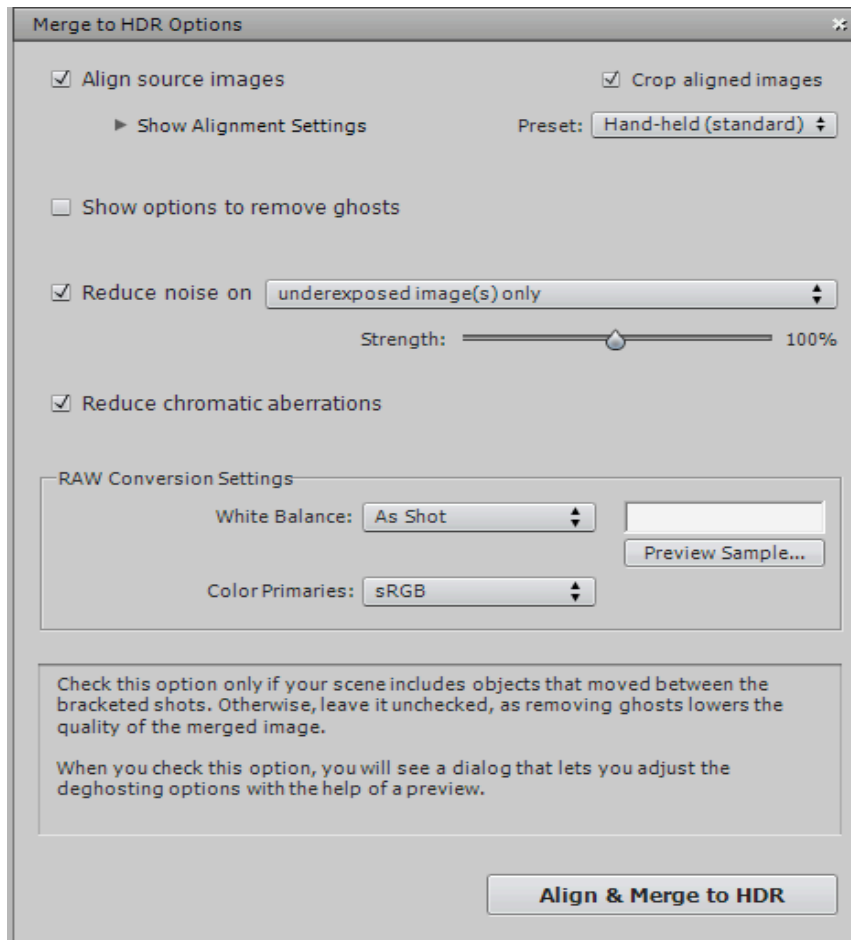 Merge to HDR Options
Align source images
Crop aligned images
Show Alignment Settings
Preset: Hand-held (standard)
Show options to remove ghosts
Reduce noise on underexposed image(s) only
Strength: 100%
Reduce chromatic aberrations
RAW Conversion Settings
White Balance: As Shot
Preview Sample...
Color Primaries: sRGB
Check this option only if your scene includes objects that moved between the
bracketed shots. Otherwise, leave it unchecked, as removing ghosts lowers the
quality of the merged image.
When you check this option, you will see a dialog that lets you adjust the
deghosting options with the help of a preview.
Align & Merge to HDR